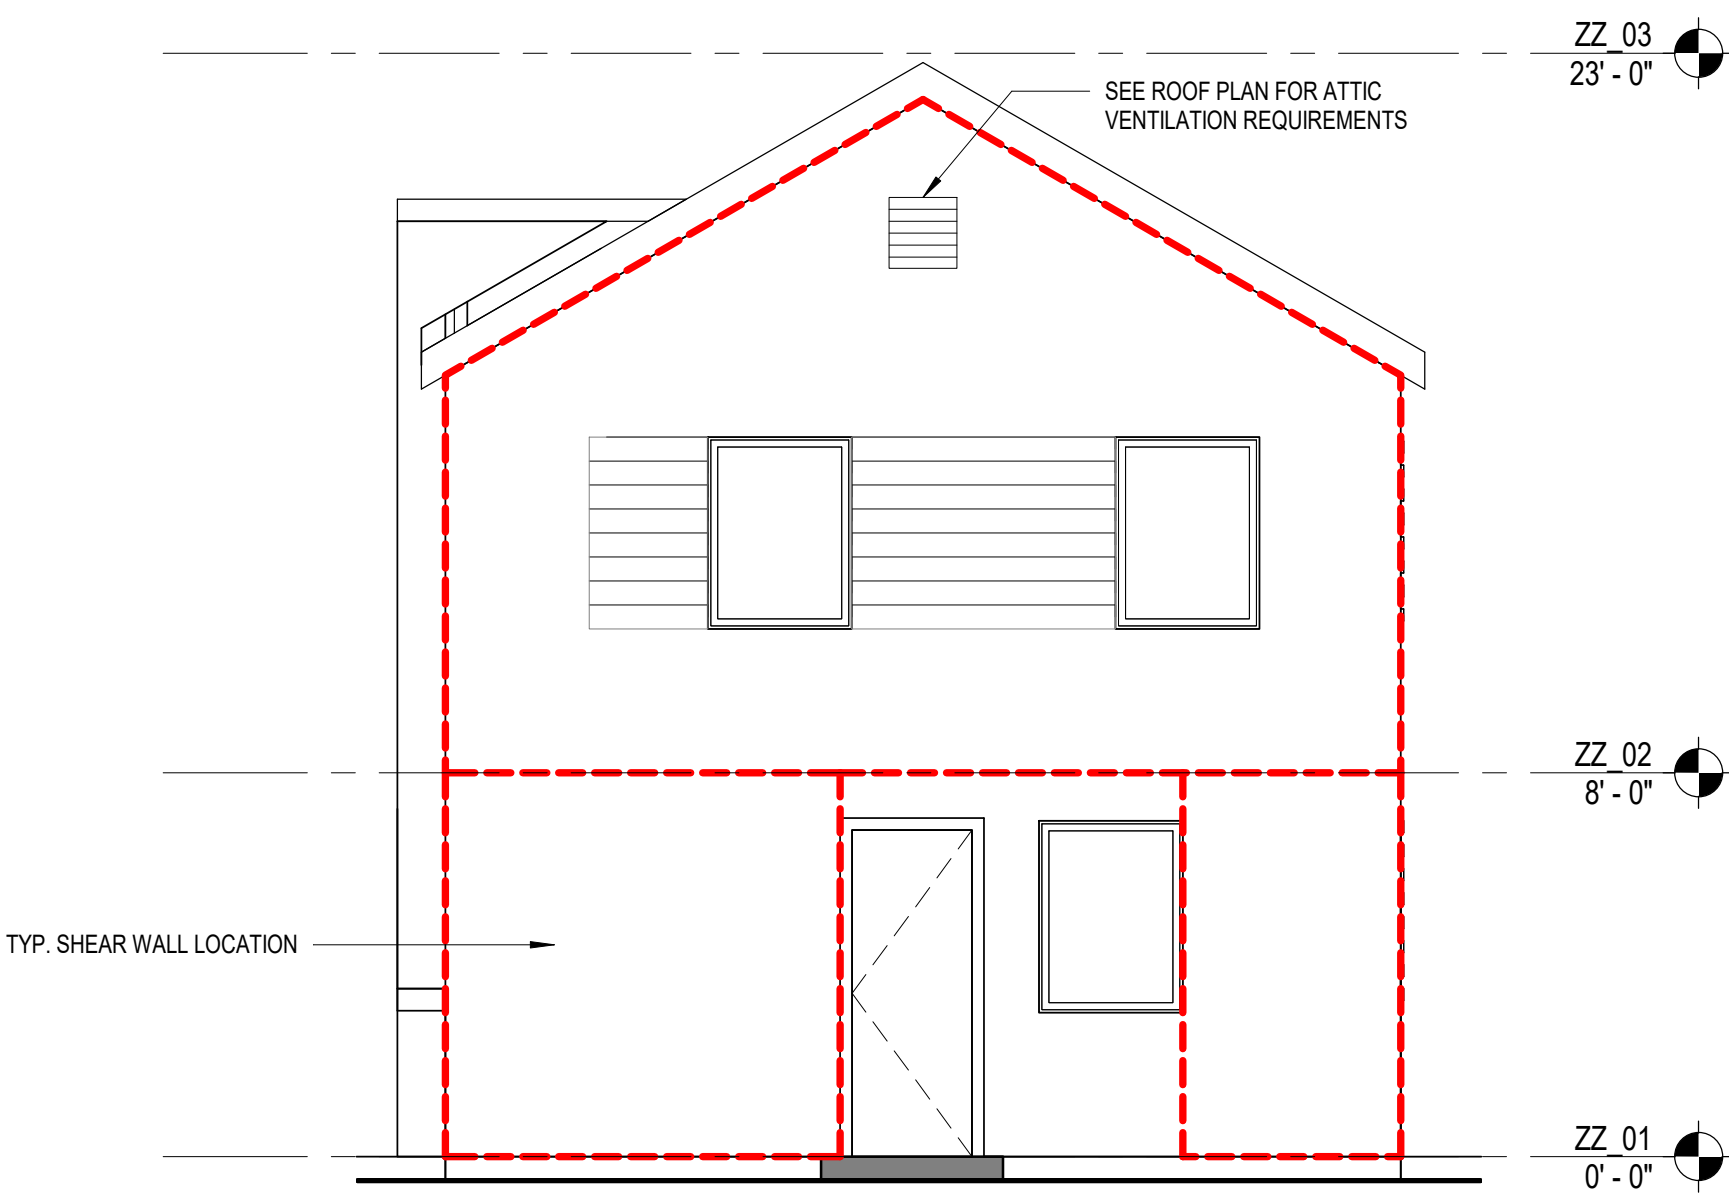 ZZ_03
23' - 0"
SEE ROOF PLAN FOR ATTIC
VENTILATION REQUIREMENTS
ZZ_02
8' - 0"
TYP. SHEAR WALL LOCATION
ZZ_01
0' - 0"